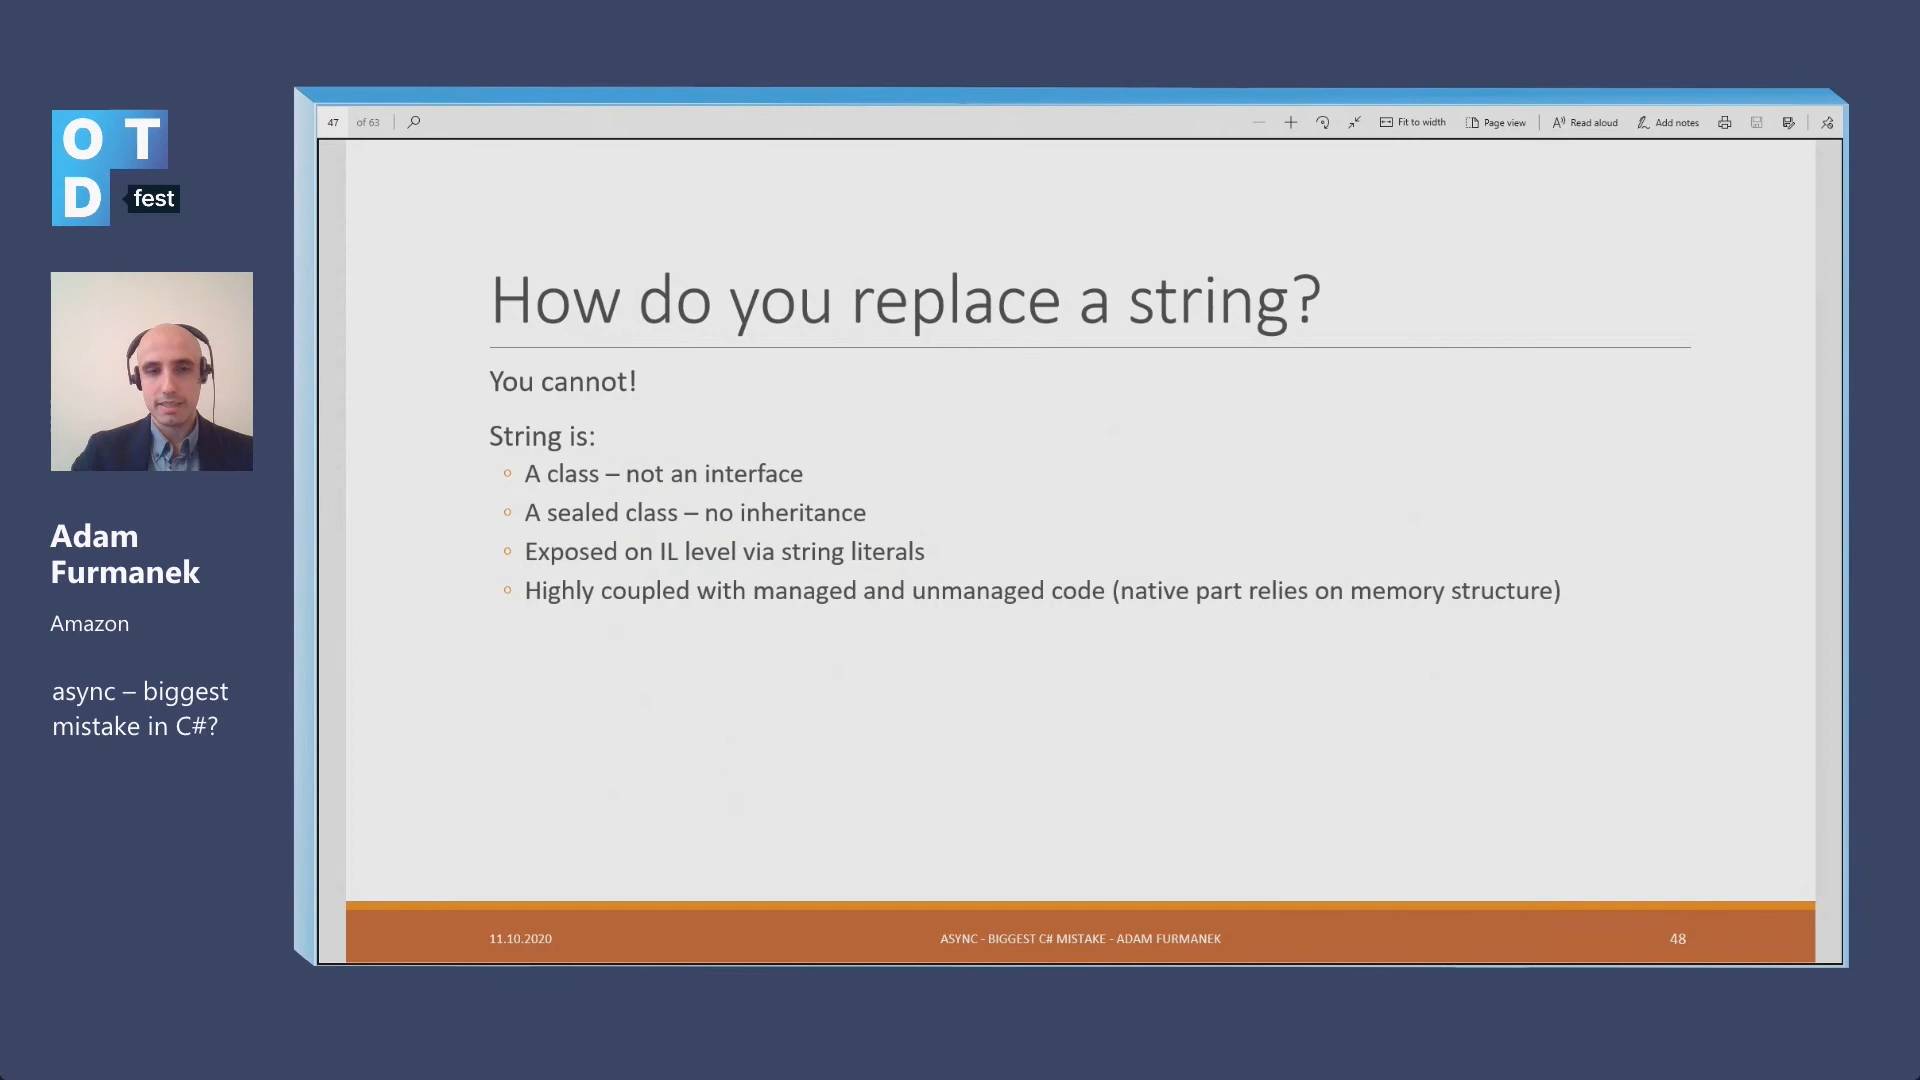 O T
D fest
Adam
Furmanek
Amazon
async – biggest
mistake in C#?
47 of 63 Fit to width Page view Read aloud Add notes
How do you replace a string?
You cannot!
String is:
◦ A class – not an interface
◦ A sealed class – no inheritance
◦ Exposed on IL level via string literals
◦ Highly coupled with managed and unmanaged code (native part relies on memory structure)
11.10.2020 ASYNC - BIGGEST C# MISTAKE - ADAM FURMANEK 48